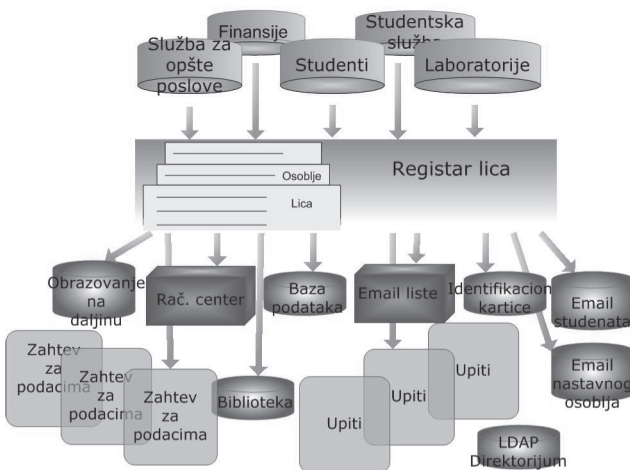 Finansije
Studentska
služba
Služba za
opšte
poslove
Studenti
Laboratorije
Registar lica
Osoblje
Lica
Obrazovanje
na
daljinu
Rač. center
Baza
podataka
Email liste
Identifikacion
kartice
Email
studenata
Zahtev
za
podacima
Zahtev
za
podacima
Zahtev
za
podacima
Biblioteka
Upiti
Upiti
Upiti
Email
nastavnog
osoblja
LDAP
Direktorijum